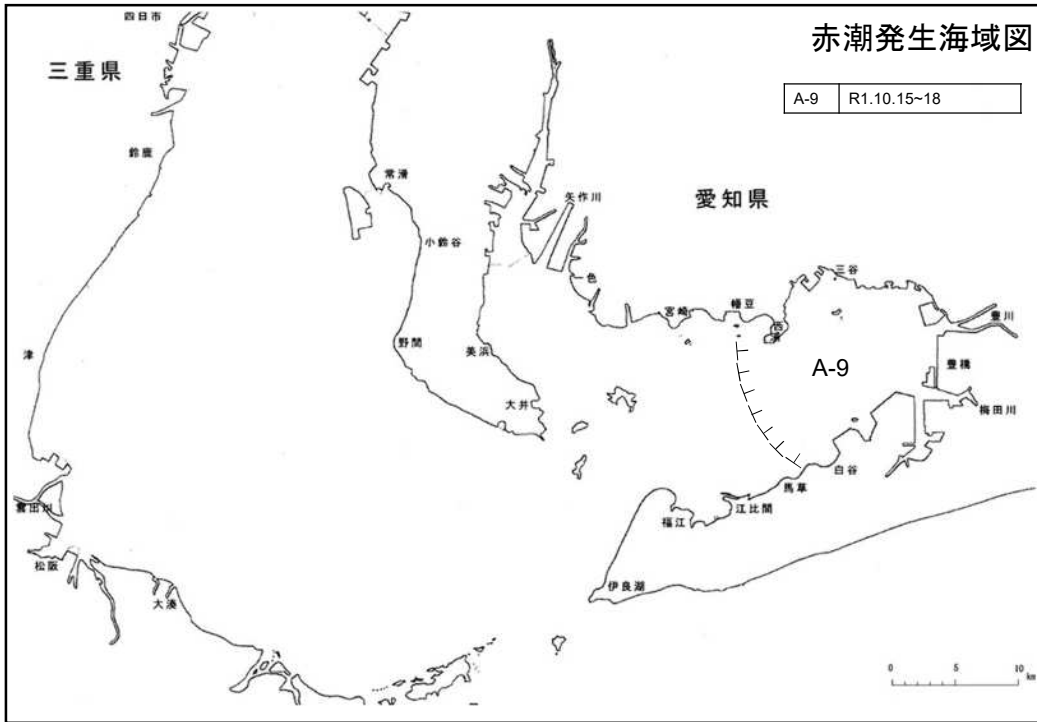 赤潮発生海域図
A-9 R1.10.15~18
四日市
三重県
鈴鹿
常滑
矢作川
愛知県
小鈴谷
一色
三谷
宮崎
幡豆
西浦
豊川
津
野間
美浜
A-9
豊橋
大井
梅田川
白谷
馬草
雲出川
江比間
福江
松阪
伊良湖
大湊
0 5 10
km